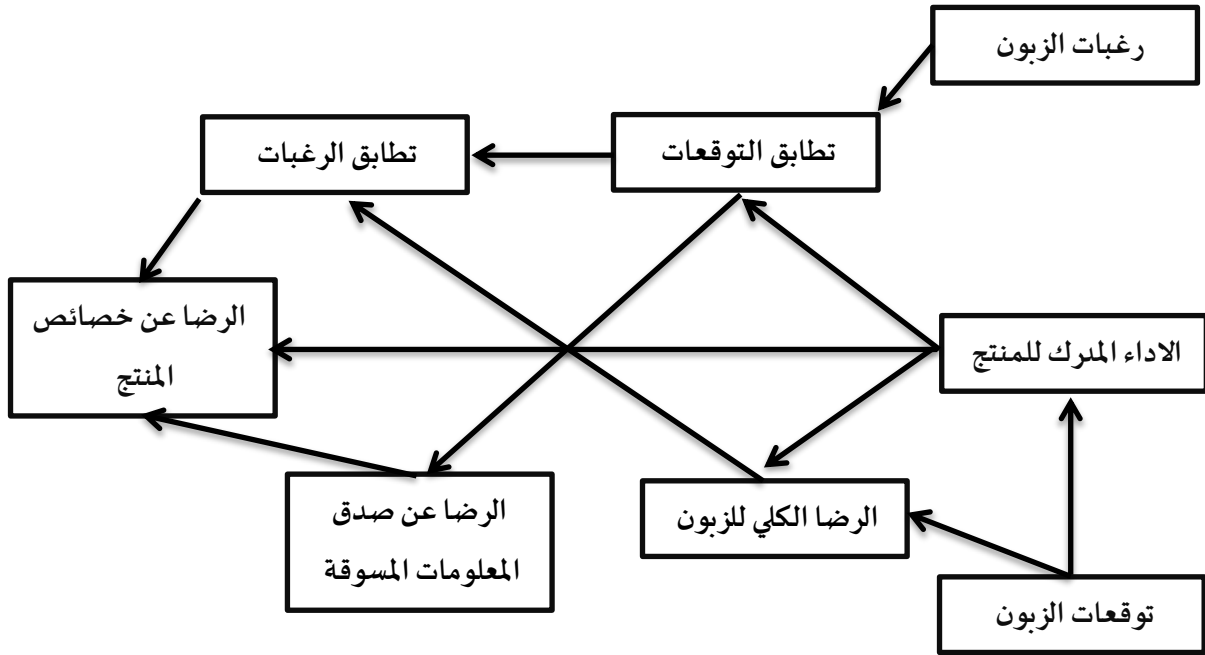 رغبات الزبون
تطابق التوقعات
تطابق الرغبات
الرضا عن خصائص
المنتج
الاداء المدرك للمنتج
الرضا الكلي للزبون
الرضا عن صدق
المعلومات المسوقة
توقعات الزبون